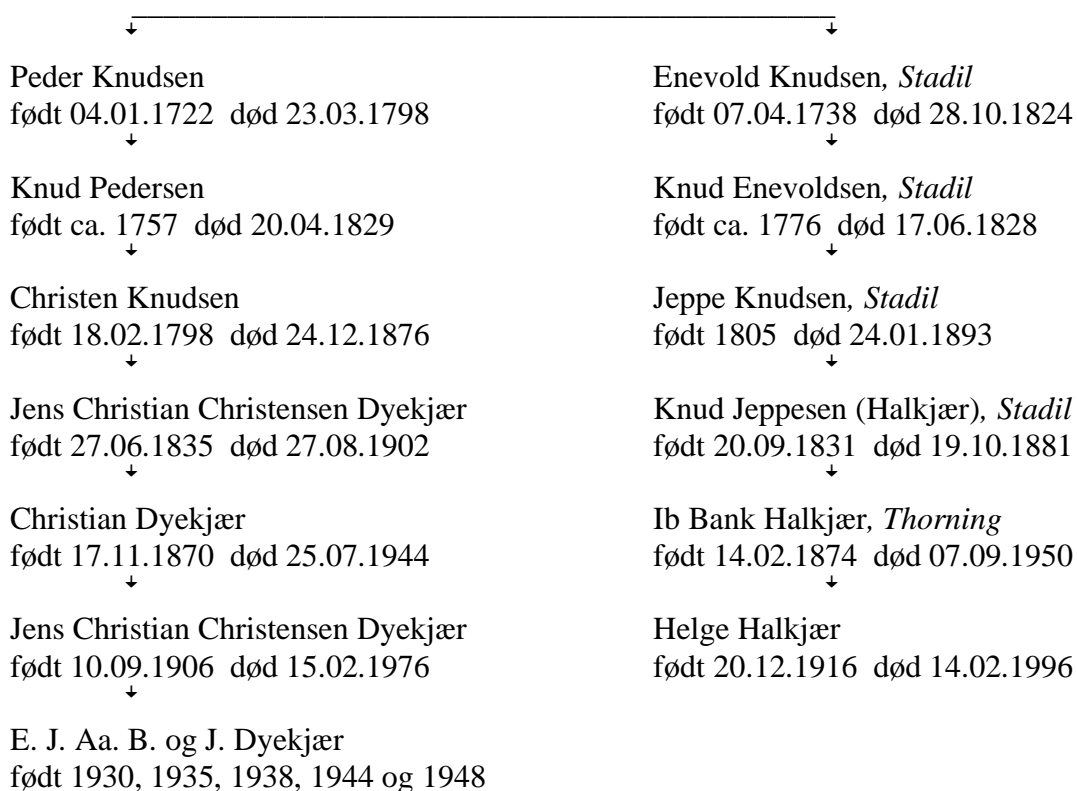 Peder Knudsen
født 04.01.1722 død 23.03.1798
Knud Pedersen
født ca. 1757 død 20.04.1829
Christen Knudsen
født 18.02.1798 død 24.12.1876
Jens Christian Christensen Dyekjær
født 27.06.1835 død 27.08.1902
Christian Dyekjær
født 17.11.1870 død 25.07.1944
Jens Christian Christensen Dyekjær
født 10.09.1906 død 15.02.1976
E. J. Aa. B. og J. Dyekjær
født 1930, 1935, 1938, 1944 og 1948
Enevold Knudsen, Stadil
født 07.04.1738 død 28.10.1824
Knud Enevoldsen, Stadil
født ca. 1776 død 17.06.1828
Jeppe Knudsen, Stadil
født 1805 død 24.01.1893
Knud Jeppesen (Halkjær), Stadil
født 20.09.1831 død 19.10.1881
Ib Bank Halkjær, Thorning
født 14.02.1874 død 07.09.1950
Helge Halkjær
født 20.12.1916 død 14.02.1996